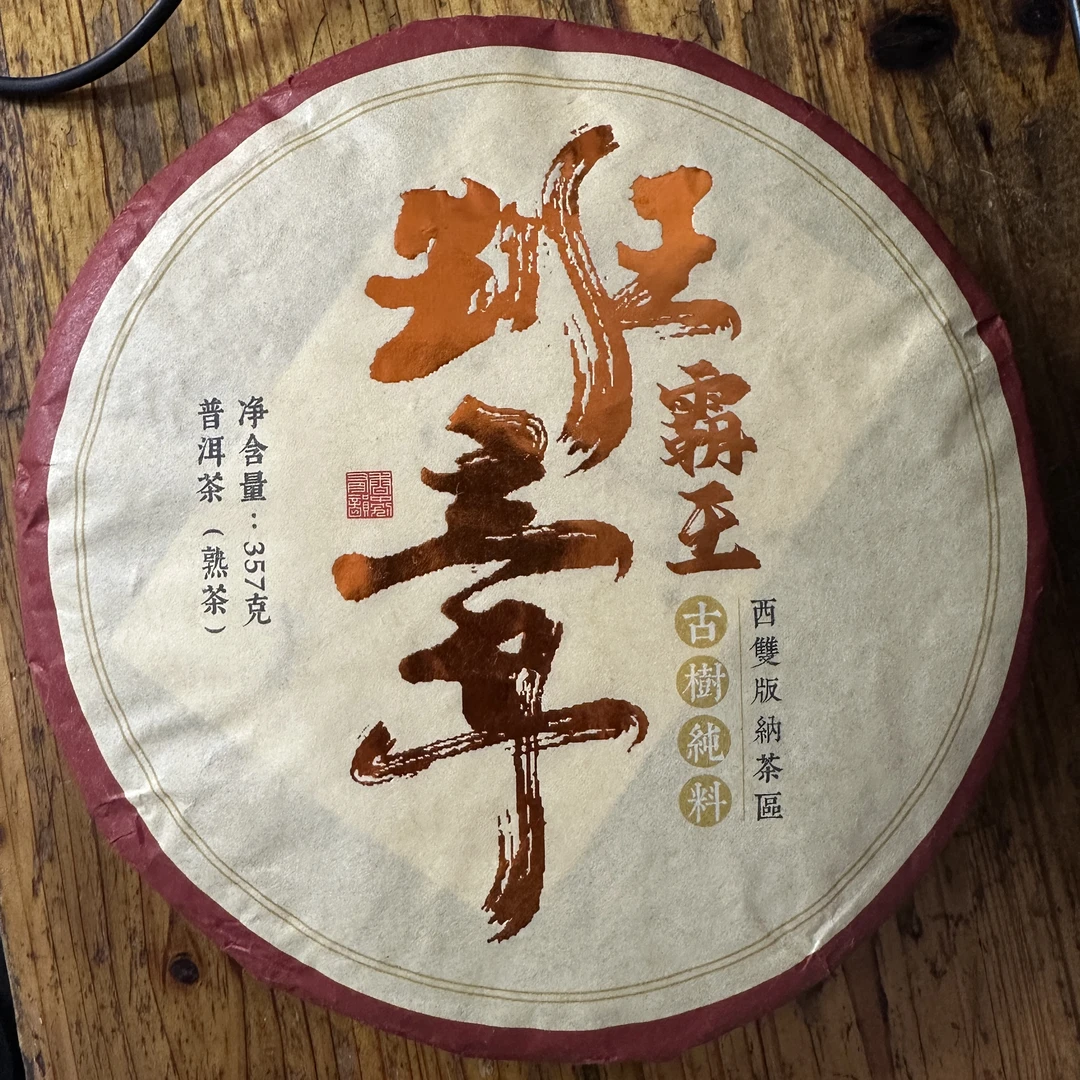 西雙版納茶區
古樹純料
霸王
班章
净含量：357克
普洱茶（熟茶）